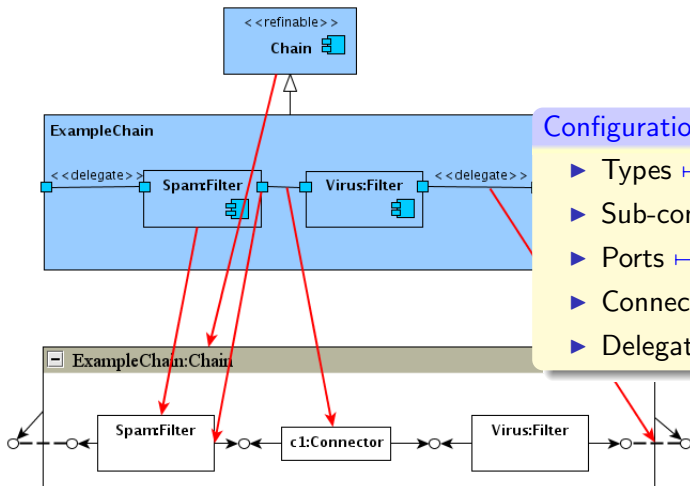 <<refinable>>
Chain
ExampleChain
<<delegate>>
Spam:Filter
Virus:Filter
<<delegate>>
Configuratio
Types ↦
Sub-co
Ports ↦
Connec
Delegat
ExampleChain:Chain
Spam:Filter
c1:Connector
Virus:Filter